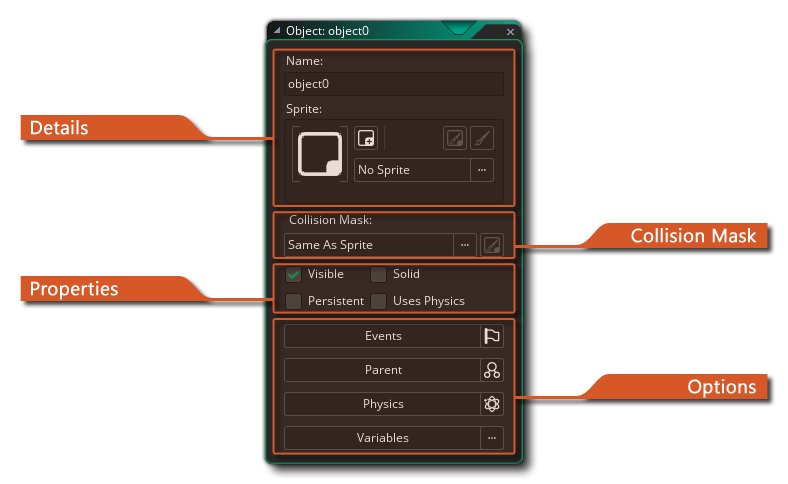 Object: object0
Name:
object0
Details
Sprite:
No Sprite
Collision Mask:
Collision Mask
Same As Sprite
Visible Solid
Properties
Persistent Uses Physics
Events
Parent
Options
Physics
Variables